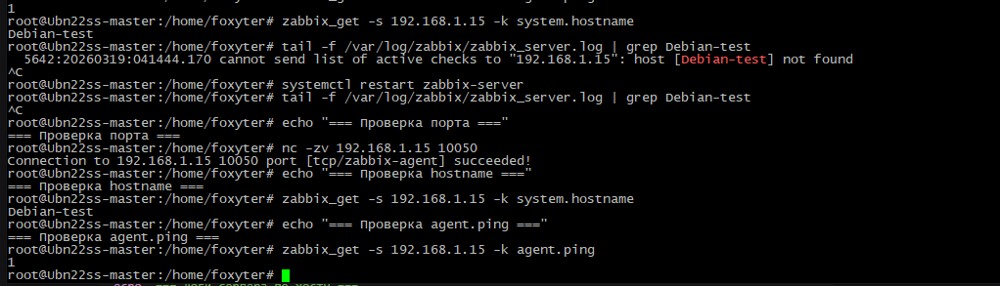 1
root@Ubn22ss-master:/home/foxyter# zabbix_get -s 192.168.1.15 -k system.hostname
Debian-test
root@Ubn22ss-master:/home/foxyter# tail -f /var/log/zabbix/zabbix_server.log | grep Debian-test
  5642:20260319:041444.170 cannot send list of active checks to "192.168.1.15": host [Debian-test] not found
^C
root@Ubn22ss-master:/home/foxyter# systemctl restart zabbix-server
root@Ubn22ss-master:/home/foxyter# tail -f /var/log/zabbix/zabbix_server.log | grep Debian-test
^C
root@Ubn22ss-master:/home/foxyter# echo "=== Проверка порта ==="
=== Проверка порта ===
root@Ubn22ss-master:/home/foxyter# nc -zv 192.168.1.15 10050
Connection to 192.168.1.15 10050 port [tcp/zabbix-agent] succeeded!
root@Ubn22ss-master:/home/foxyter# echo "=== Проверка hostname ==="
=== Проверка hostname ===
root@Ubn22ss-master:/home/foxyter# zabbix_get -s 192.168.1.15 -k system.hostname
Debian-test
root@Ubn22ss-master:/home/foxyter# echo "=== Проверка agent.ping ==="
=== Проверка agent.ping ===
root@Ubn22ss-master:/home/foxyter# zabbix_get -s 192.168.1.15 -k agent.ping
1
root@Ubn22ss-master:/home/foxyter#